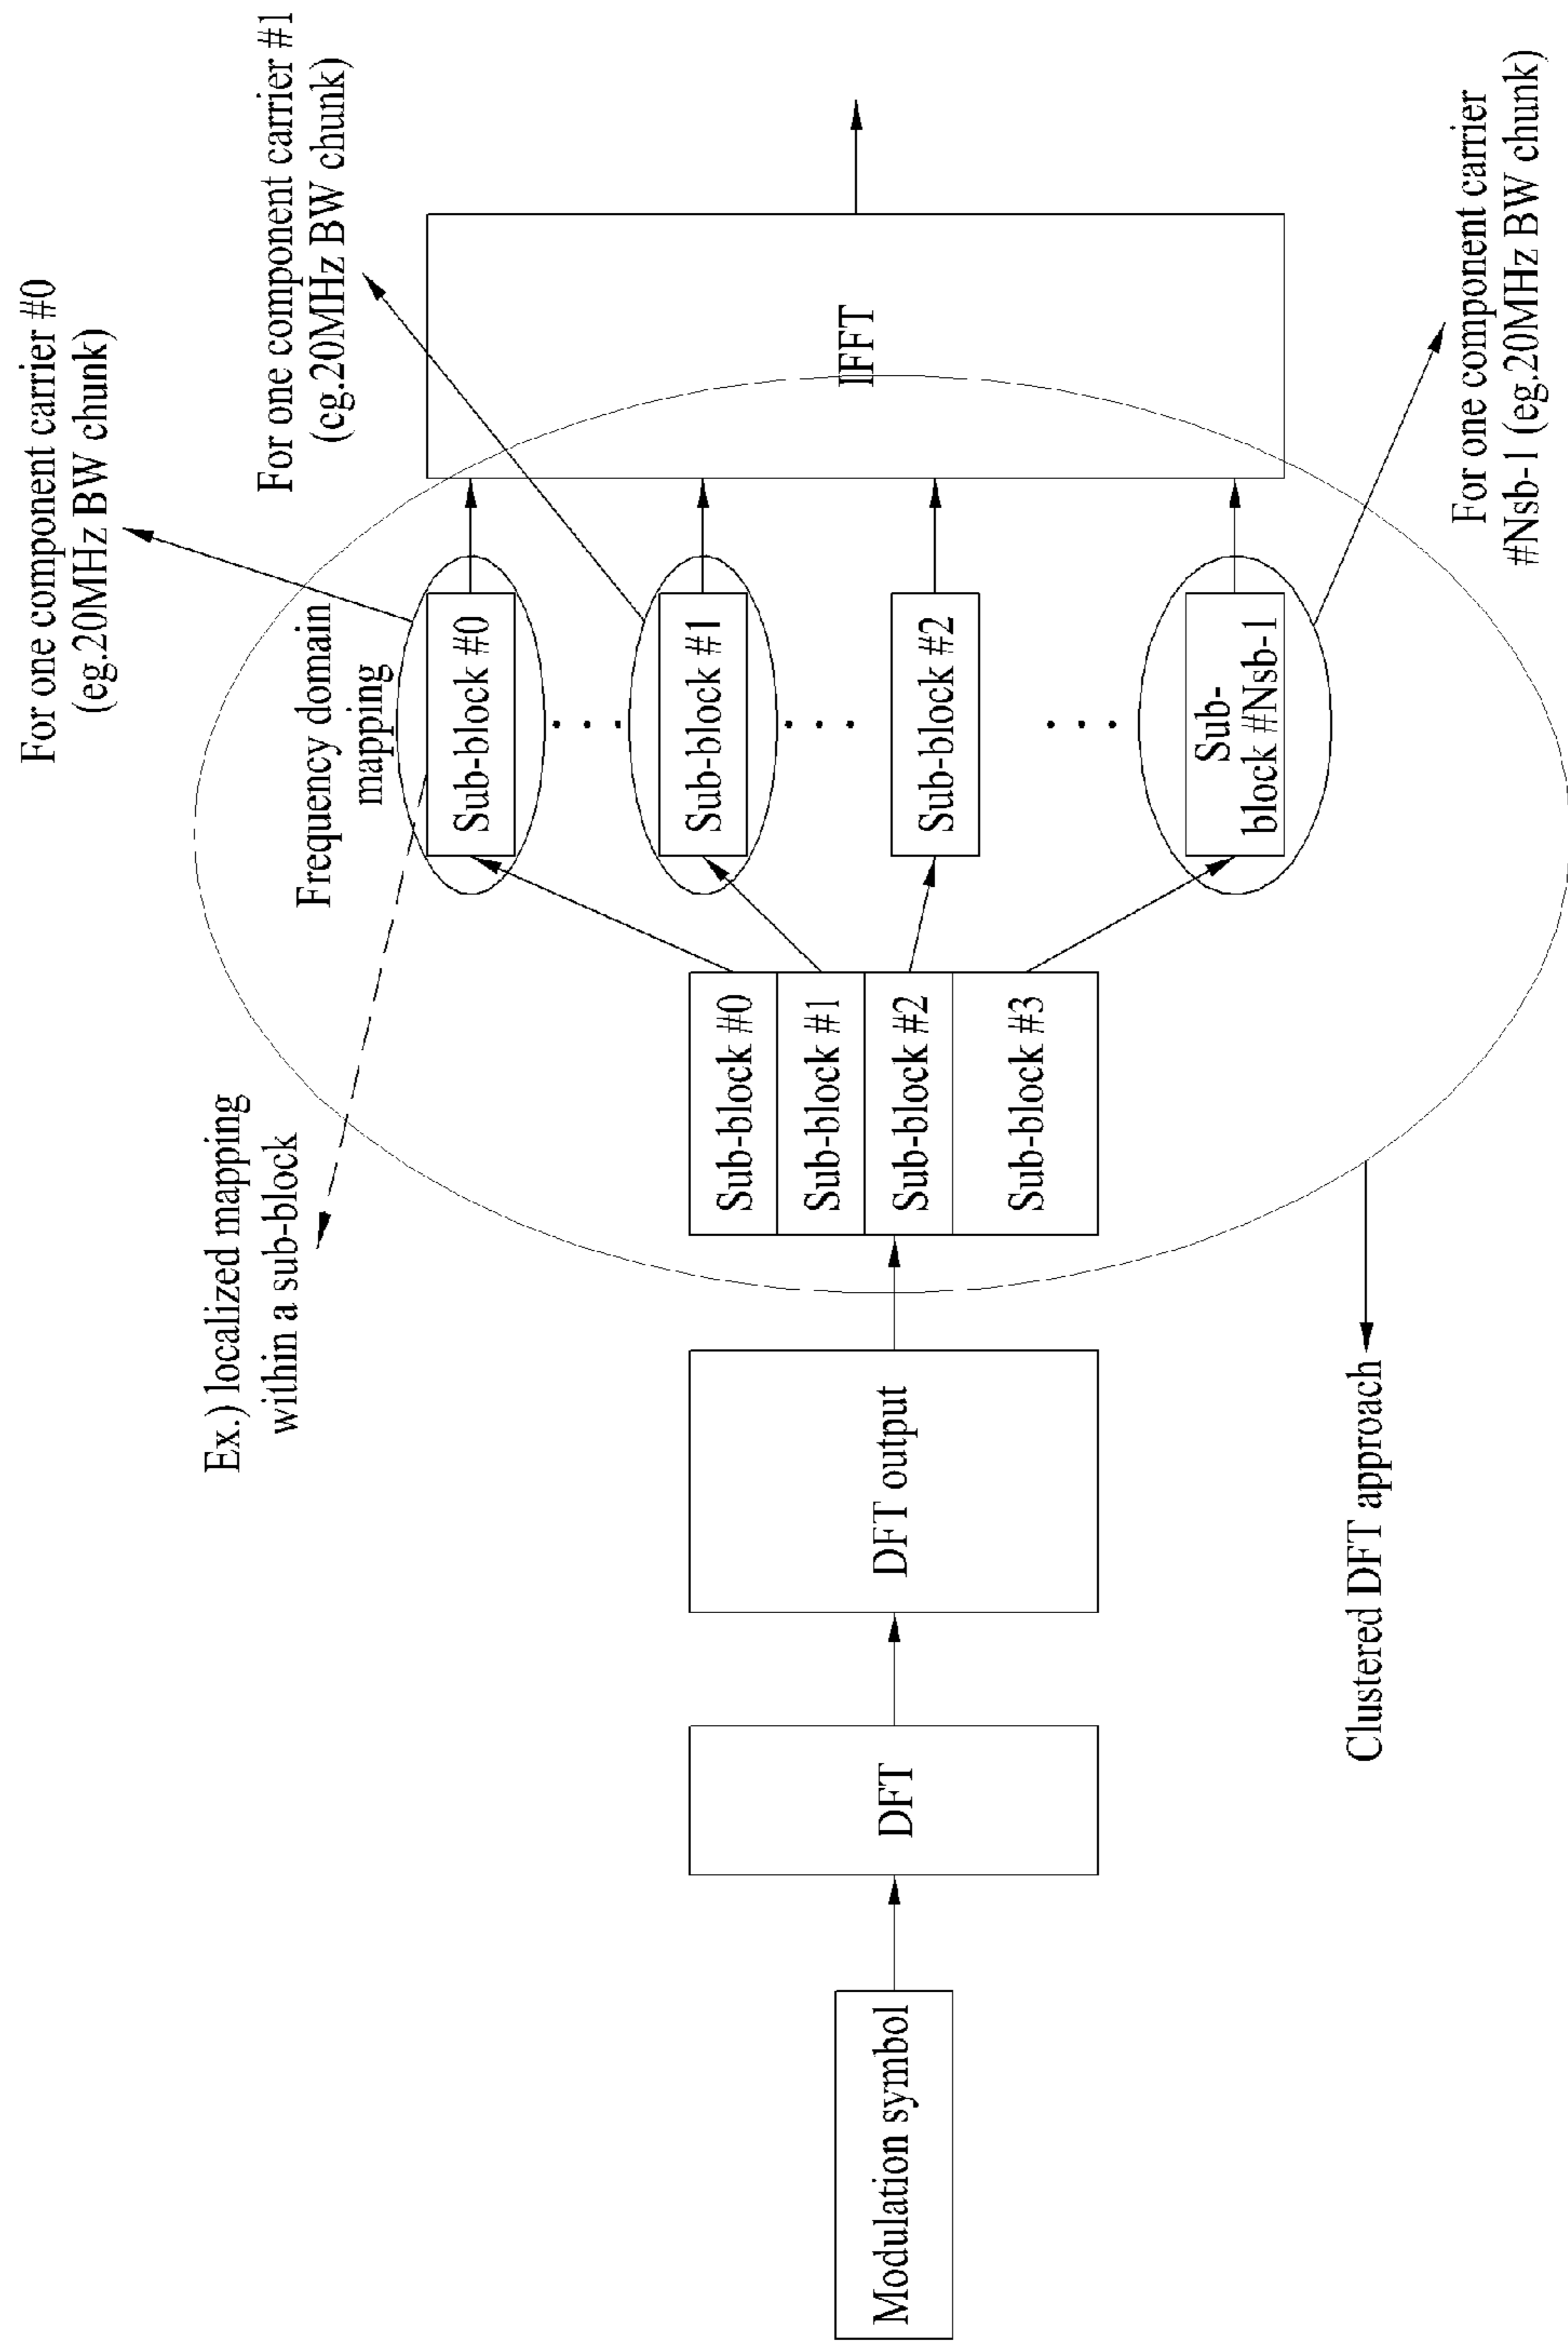 For one component carrier #0
(eg.20MHz BW chunk)
For one component carrier #1
(cg.20MHz BW chunk)
Ex.) localized mapping
within a sub-block
Frequency domain
mapping
Modulation symbol
DFT
DFT output
Sub-block #0
Sub-block #1
Sub-block #2
Sub-block #3
Sub-block #0
Sub-block #1
Sub-block #2
Sub-
block #Nsb-1
IFFT
Clustered DFT approach
For one component carrier
#Nsb-1 (eg.20MHz BW chunk)